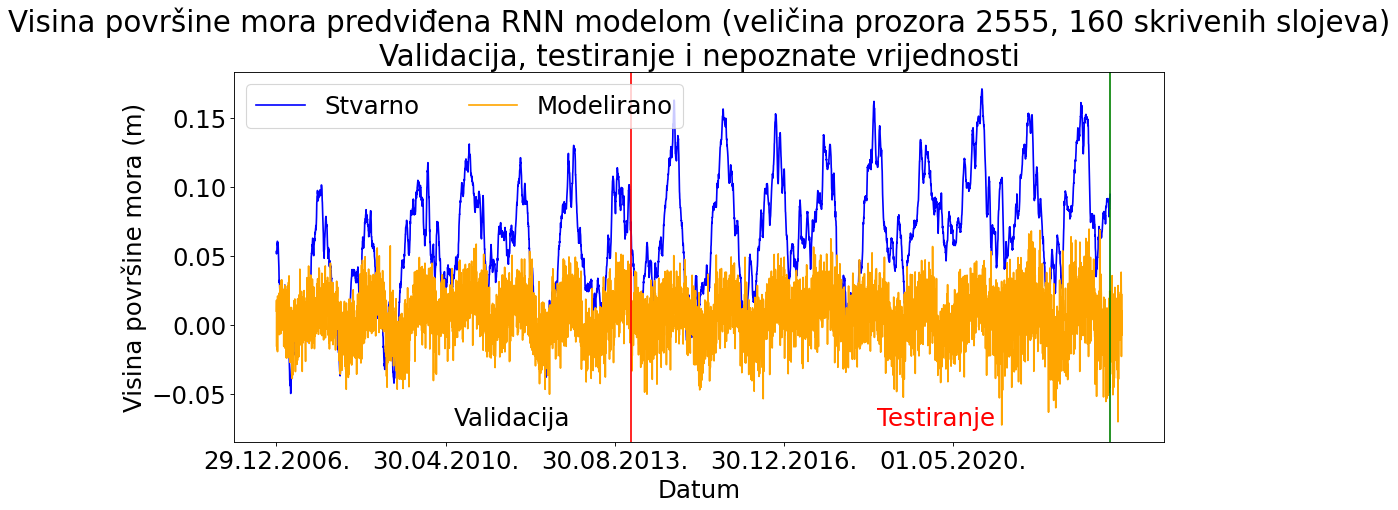 Visina površine mora predviđena RNN modelom (veličina prozora 2555, 160 skrivenih slojeva)
Validacija, testiranje i nepoznate vrijednosti
Stvarno
Modelirano
Visina površine mora (m)
0.15
0.10
0.05
0.00
−0.05
Validacija
Testiranje
29.12.2006.
30.04.2010.
30.08.2013.
30.12.2016.
01.05.2020.
Datum